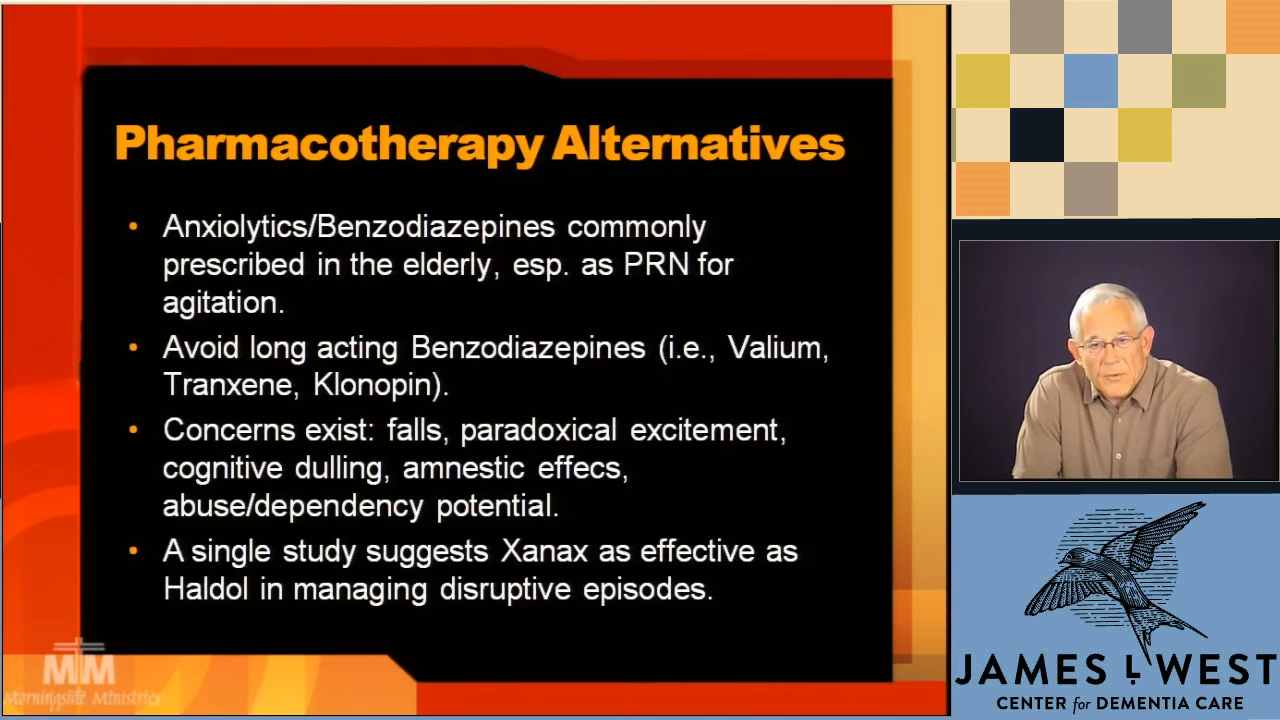 Pharmacotherapy Alternatives
• Anxiolytics/Benzodiazepines commonly
prescribed in the elderly, esp. as PRN for
agitation.
• Avoid long acting Benzodiazepines (i.e., Valium,
Tranxene, Klonopin).
• Concerns exist: falls, paradoxical excitement,
cognitive dulling, amnestic effecs,
abuse/dependency potential.
• A single study suggests Xanax as effective as
Haldol in managing disruptive episodes.
MM
Morningside Ministries
JAMES L WEST
CENTER for DEMENTIA CARE